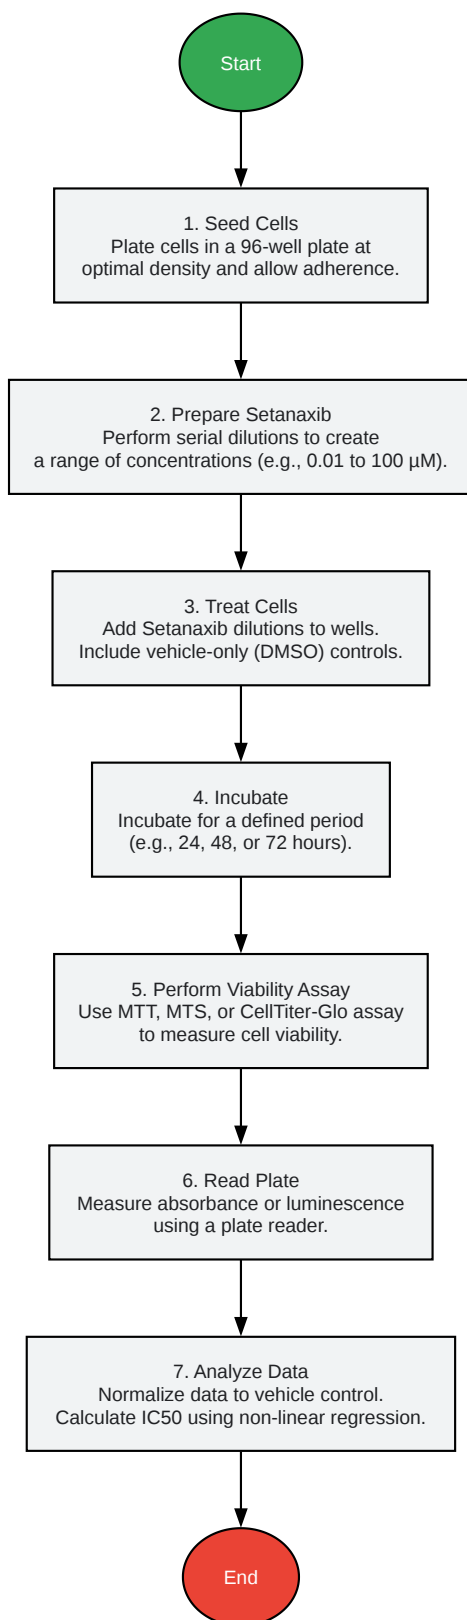 Start
1. Seed Cells
Plate cells in a 96-well plate at
optimal density and allow adherence.
2. Prepare Setanaxib
Perform serial dilutions to create
a range of concentrations (e.g., 0.01 to 100 µM).
3. Treat Cells
Add Setanaxib dilutions to wells.
Include vehicle-only (DMSO) controls.
4. Incubate
Incubate for a defined period
(e.g., 24, 48, or 72 hours).
5. Perform Viability Assay
Use MTT, MTS, or CellTiter-Glo assay
to measure cell viability.
6. Read Plate
Measure absorbance or luminescence
using a plate reader.
7. Analyze Data
Normalize data to vehicle control.
Calculate IC50 using non-linear regression.
End